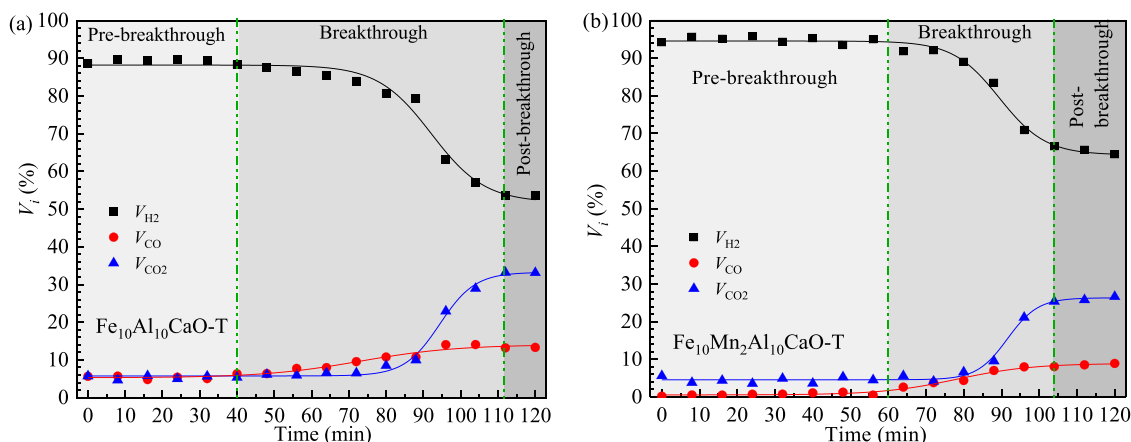 (a)
Pre-breakthrough
Breakthrough
Post-breakthrough
V_H2
V_CO
V_CO2
Fe10Al10CaO-T
V_i (%)
100
90
80
70
60
50
40
30
20
10
0
0 10 20 30 40 50 60 70 80 90 100 110 120
Time (min)
(b)
Pre-breakthrough
Breakthrough
Post-
breakthrough
V_H2
V_CO
V_CO2
Fe10Mn2Al10CaO-T
V_i (%)
100
90
80
70
60
50
40
30
20
10
0
0 10 20 30 40 50 60 70 80 90 100 110 120
Time (min)